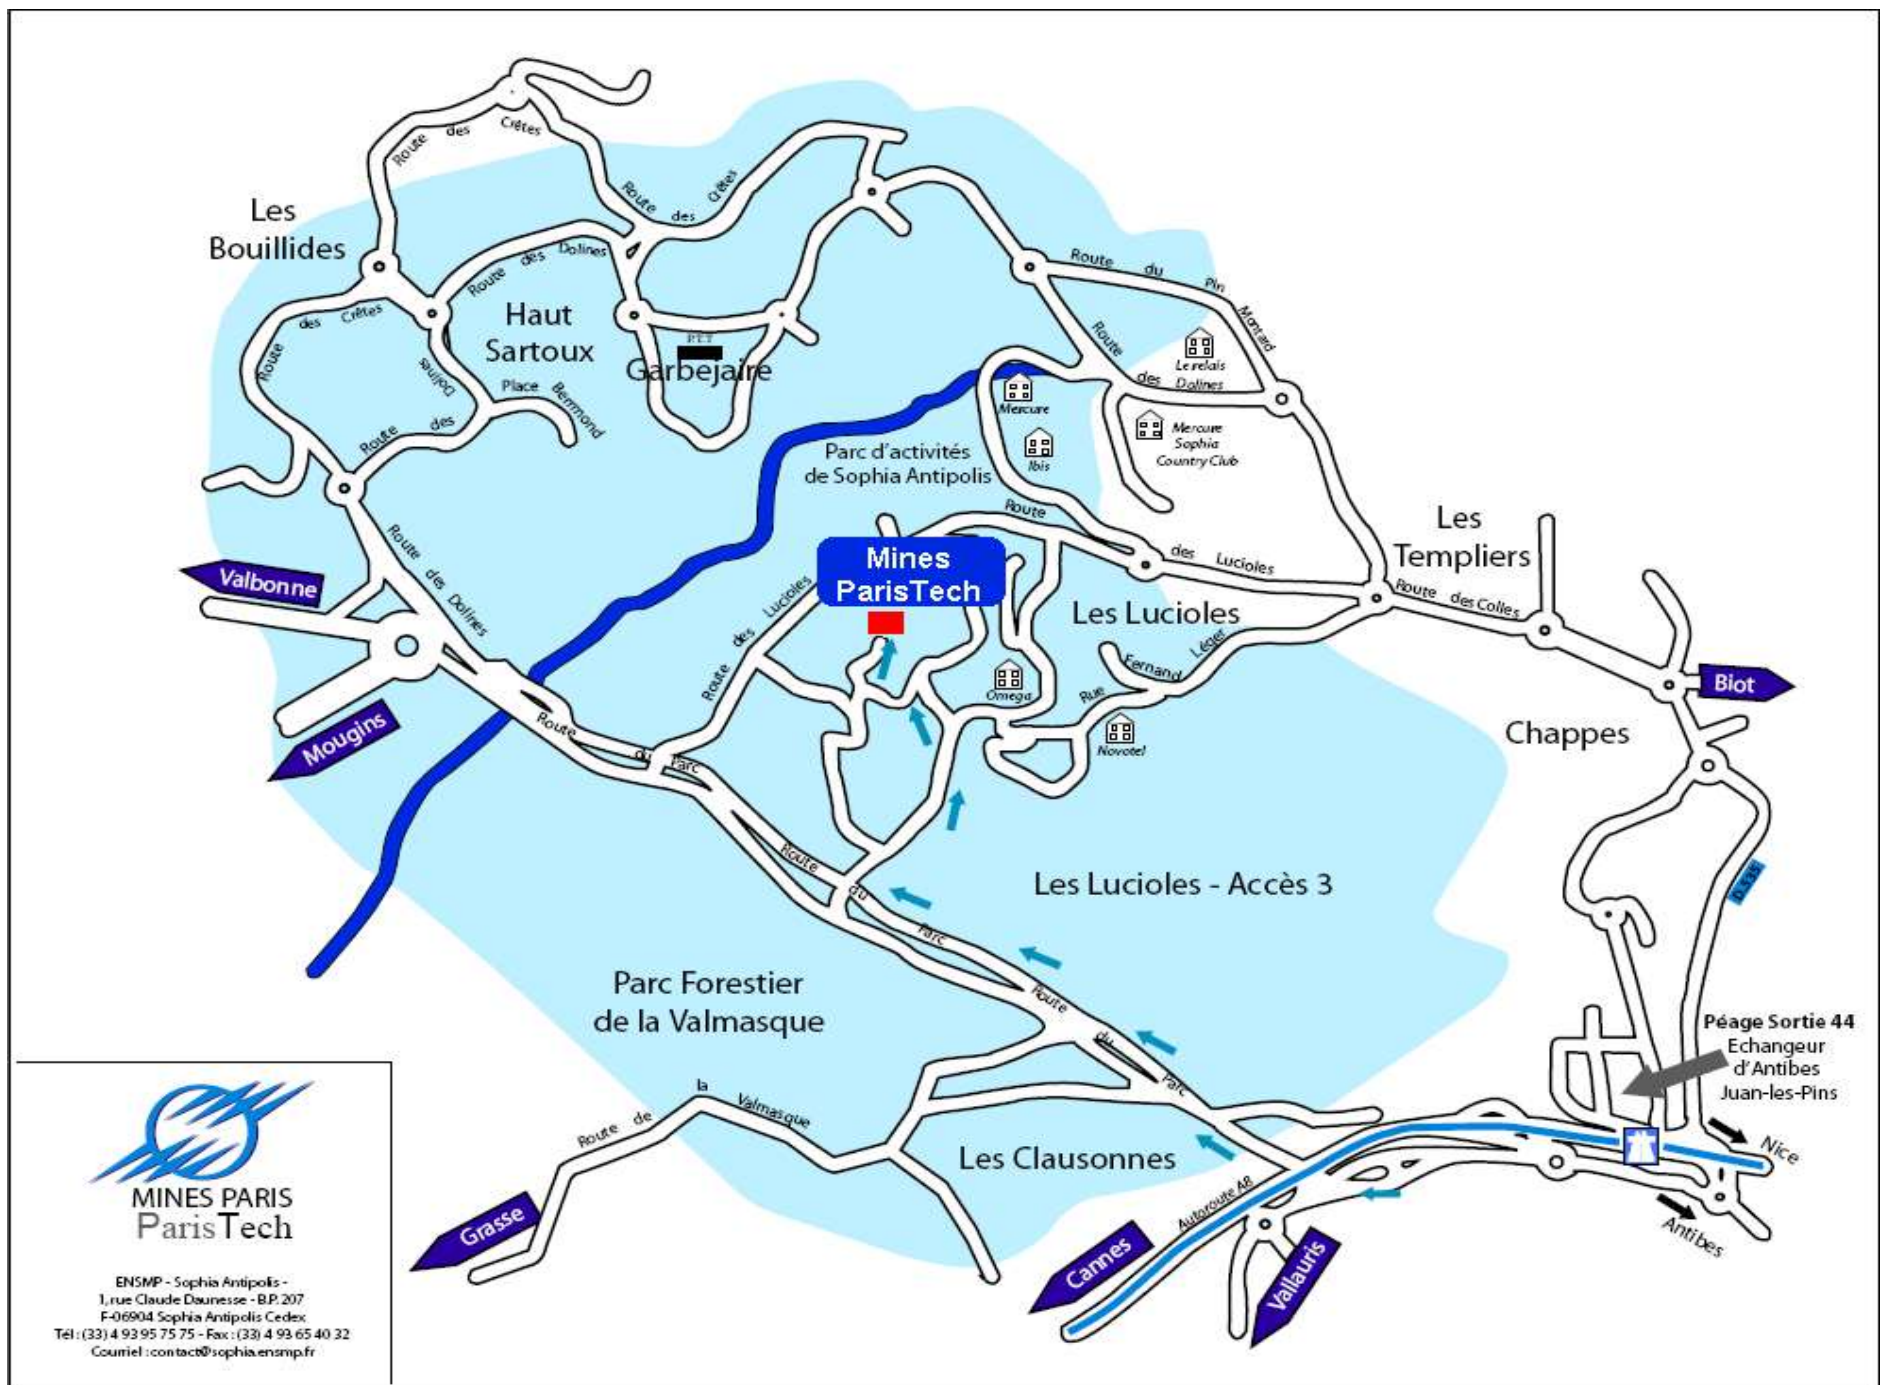 Route des Crêtes
Les
Bouillides
Route des Crêtes
Route des Dolines
Haut
Sartoux
des Crêtes
Route
P.T.T
Garbejaire
Dolines
Route des
Place Bermond
Route du Pin Montard
Route des Dolines
Le relais
Mercure
Mercure
Sophia
Country Club
Ibis
Parc d'activités
de Sophia Antipolis
Route des Lucioles
Les
Templiers
Route des Colles
Mines
ParisTech
Route des Lucioles
Les Lucioles
Rue Fernand Léger
Omega
Novotel
Valbonne
Route des Dolines
Mougins
Biot
Chappes
Route du Parc
Route du Parc
D.535
Les Lucioles - Accès 3
Parc Forestier
de la Valmasque
Route du Parc
Péage Sortie 44
Echangeur
d'Antibes
Juan-les-Pins
Route de la Valmasque
Les Clausonnes
Nice
Antibes
Autoroute A8
Grasse
Cannes
Vallauris
MINES PARIS
ParisTech
ENSMP - Sophia Antipolis -
1, rue Claude Daunesse - B.P. 207
F-06904 Sophia Antipolis Cedex
Tél : (33) 4 93 95 75 75 - Fax : (33) 4 93 65 40 32
Courriel : contact@sophia.ensmp.fr